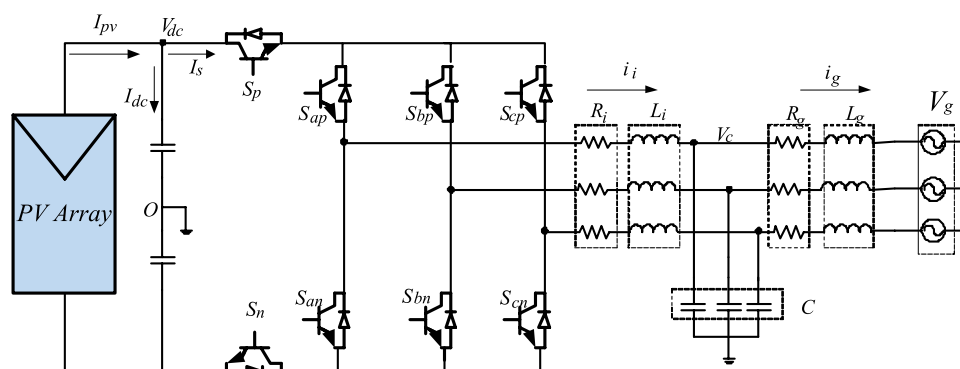 I_pv
V_dc
I_s
S_p
I_dc
PV Array
O
S_n
S_ap
S_bp
S_cp
S_an
S_bn
S_cn
i_i
R_i
L_i
V_c
i_g
R_g
L_g
V_g
C